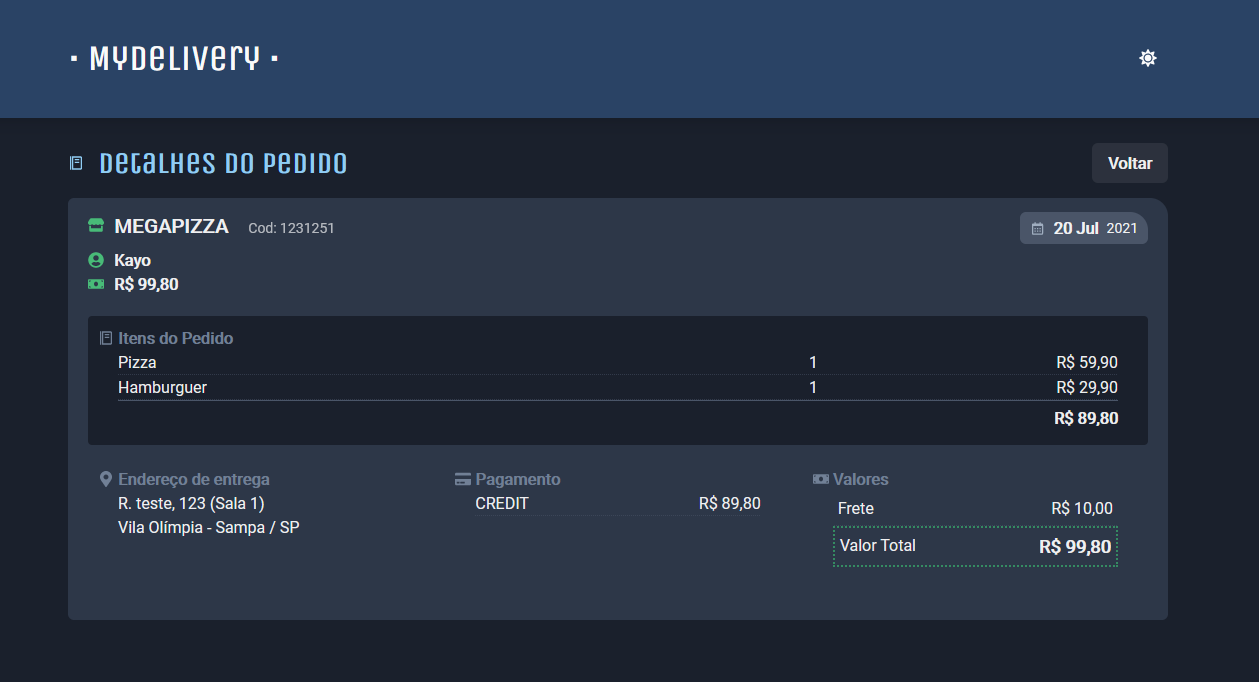 · MYDELIVERY ·
Detalhes do Pedido
Voltar
MEGAPIZZA Cod: 1231251
20 Jul 2021
Kayo
R$ 99,80
Itens do Pedido
Pizza 1 R$ 59,90
Hamburguer 1 R$ 29,90
R$ 89,80
Endereço de entrega
R. teste, 123 (Sala 1)
Vila Olímpia - Sampa / SP
Pagamento
CREDIT R$ 89,80
Valores
Frete R$ 10,00
Valor Total R$ 99,80